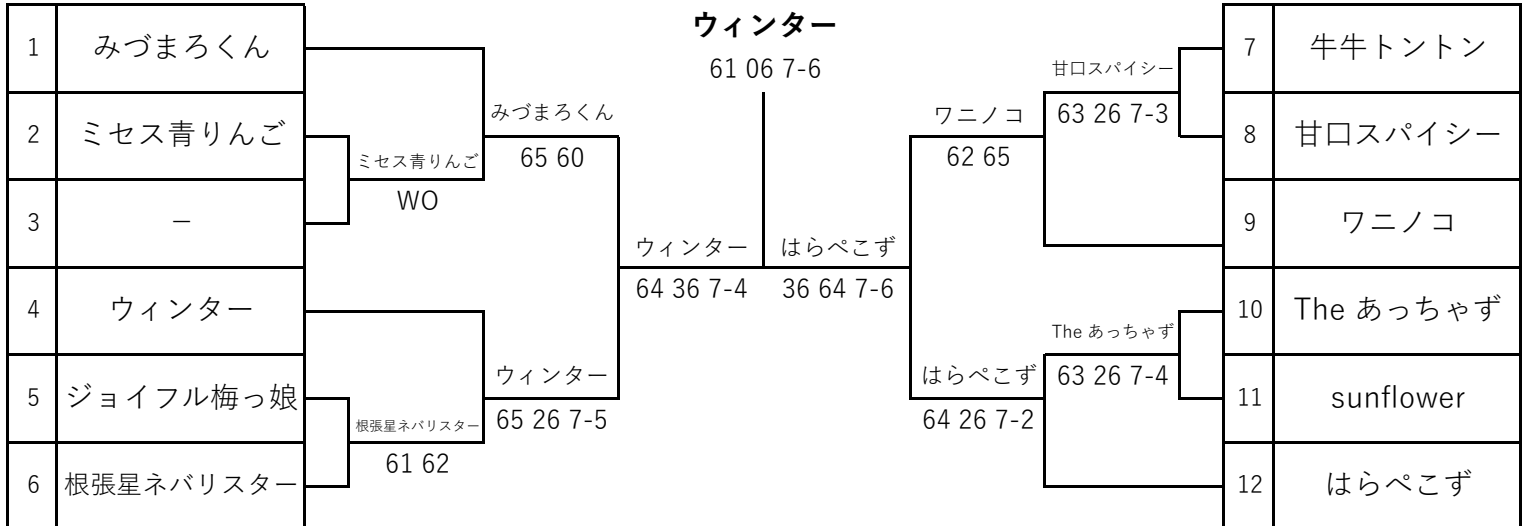 ウィンター
61 06 7-6
1 みづまろくん
2 ミセス青りんご
3 －
4 ウィンター
5 ジョイフル梅っ娘
6 根張星ネバリスター
ミセス青りんご
WO
根張星ネバリスター
61 62
みづまろくん
65 60
ウィンター
65 26 7-5
ウィンター
64 36 7-4
はらぺこず
36 64 7-6
ワニノコ
62 65
はらぺこず
64 26 7-2
甘口スパイシー
63 26 7-3
The あっちゃず
63 26 7-4
7 牛牛トントン
8 甘口スパイシー
9 ワニノコ
10 The あっちゃず
11 sunflower
12 はらぺこず